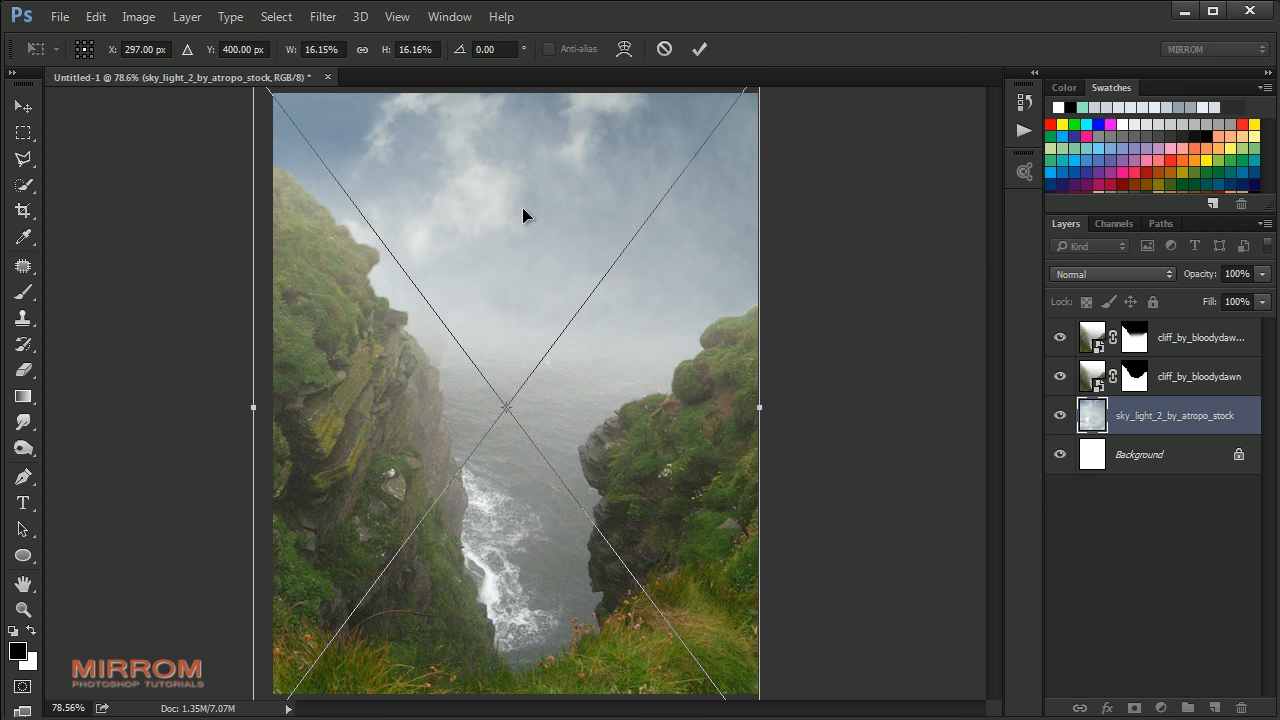 Ps File Edit Image Layer Type Select Filter 3D View Window Help
X: 297.00 px Y: 400.00 px W: 16.15% H: 16.16% 0.00 ° Anti-alias MIRROM
Untitled-1 @ 78.6% (sky_light_2_by_atropo_stock, RGB/8) * ×
Color Swatches
Layers Channels Paths
Kind T
Normal Opacity: 100%
Lock: Fill: 100%
cliff_by_bloodydaw...
cliff_by_bloodydawn
sky_light_2_by_atropo_stock
Background
T
MIRROM
PHOTOSHOP TUTORIALS
78.56% Doc: 1.35M/7.07M
fx